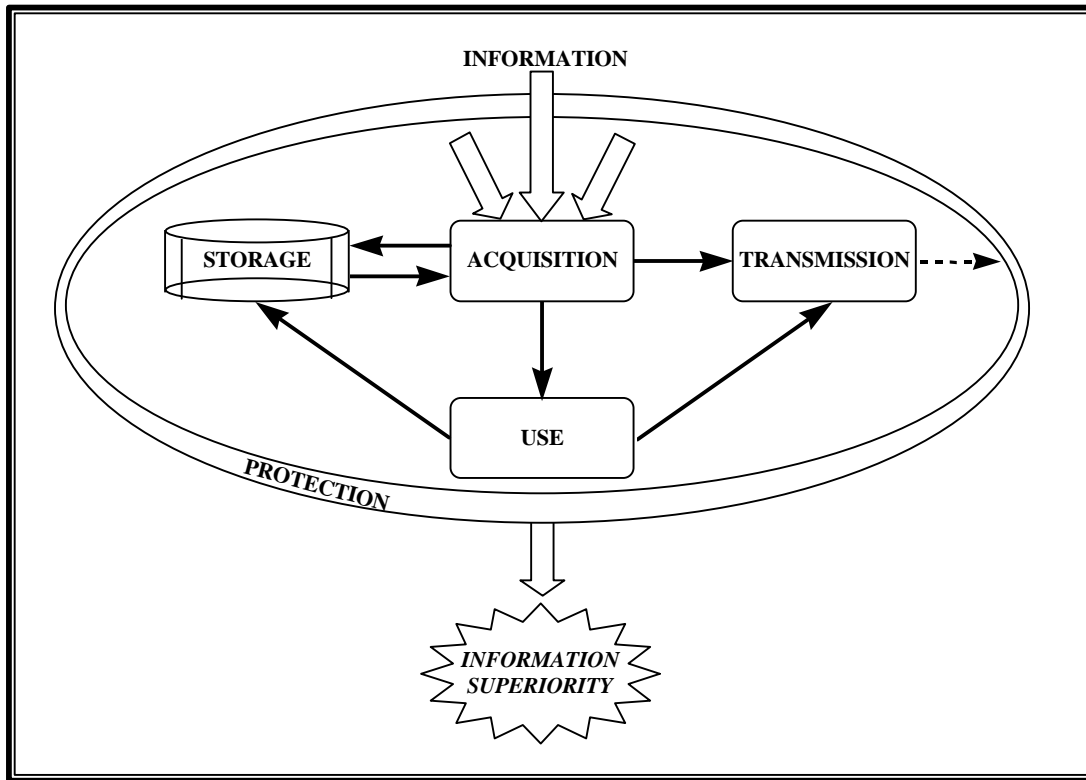 INFORMATION
STORAGE
ACQUISITION
TRANSMISSION
USE
PROTECTION
INFORMATION
SUPERIORITY